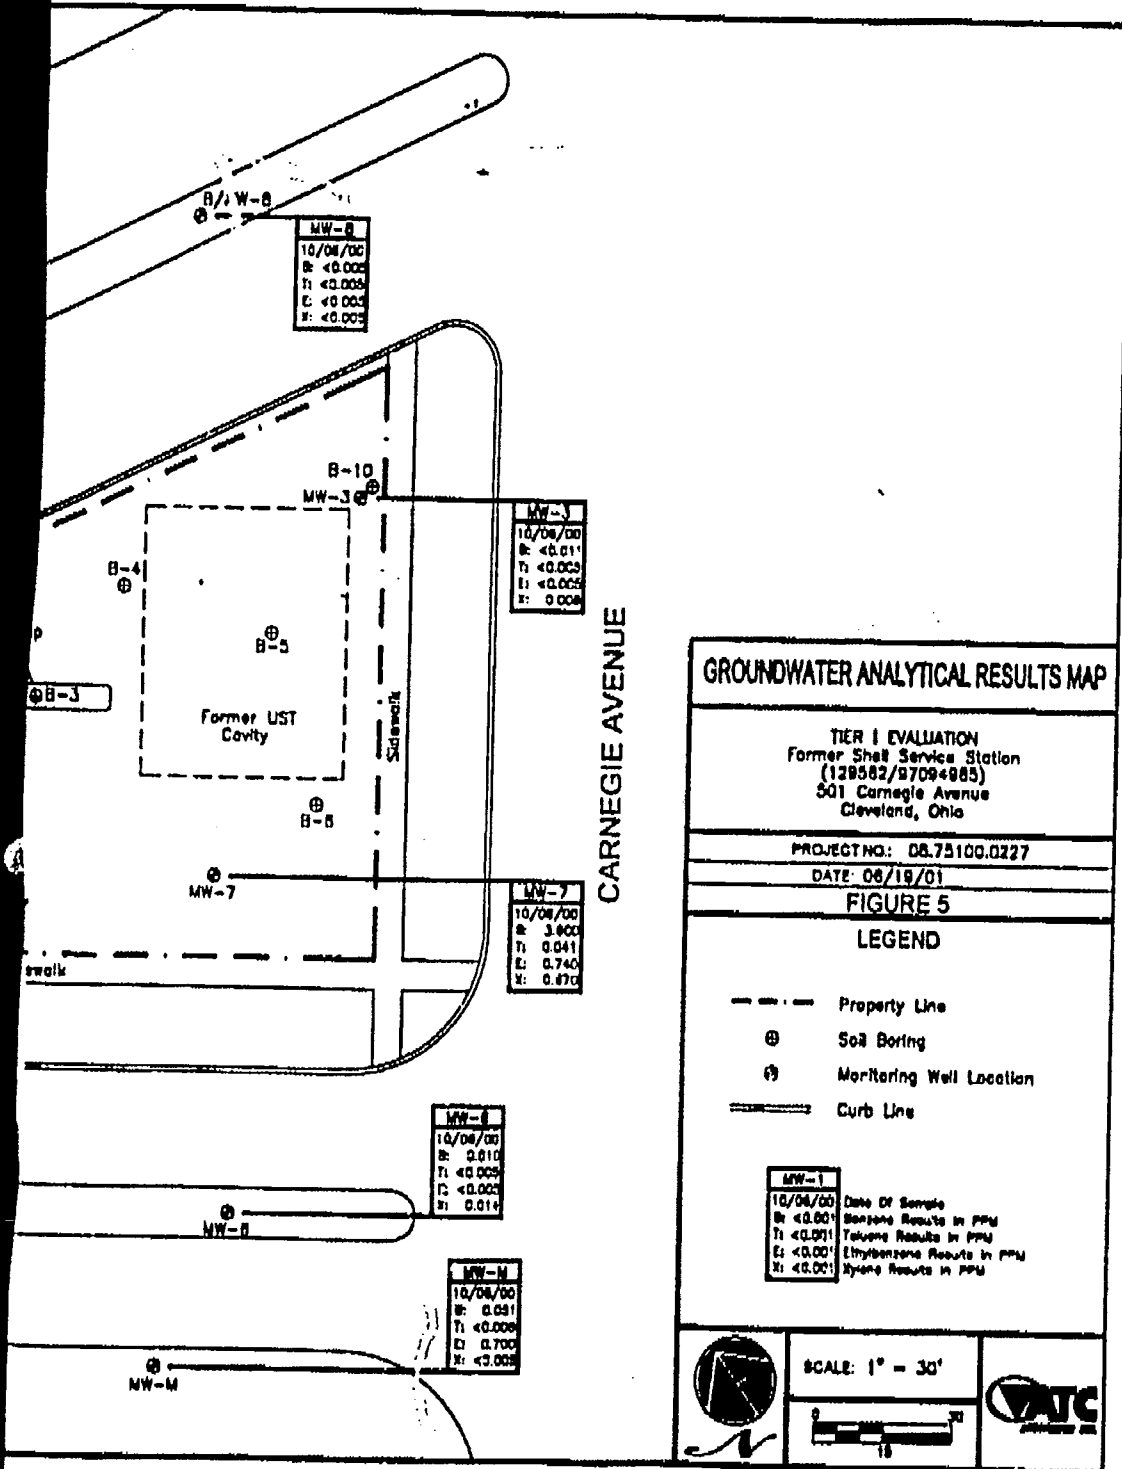 B/ W-8
MW-8
10/06/00
B: <0.005
T: <0.005
E: <0.005
X: <0.005
B-10
MW-3
MW-3
10/06/00
B: <0.011
T: <0.005
E: <0.005
X: 0.008
B-4
B-5
B-3
Former UST
Cavity
Sidewalk
B-6
CARNEGIE AVENUE
MW-7
MW-7
10/06/00
T: 0.041
E: 0.740
X: 0.670
ewalk
MW-6
10/06/00
B: 0.010
T: <0.005
E: <0.005
X: 0.014
MW-6
MW-M
10/06/00
B: 0.031
T: <0.006
E: 0.700
X: <0.005
MW-M
GROUNDWATER ANALYTICAL RESULTS MAP
TIER I EVALUATION
Former Shell Service Station
(129582/97094985)
501 Carnegie Avenue
Cleveland, Ohio
PROJECT NO.: 06.75100.0227
DATE: 06/19/01
FIGURE 5
LEGEND
Property Line
Soil Boring
Monitoring Well Location
Curb Line
MW-1
10/06/00 Date Of Sample
B: <0.001 Benzene Results In PPM
T: <0.001 Toluene Results In PPM
E: <0.001 Ethylbenzene Results In PPM
X: <0.001 Xylene Results In PPM
SCALE: 1" = 30'
0 30
15
ATC